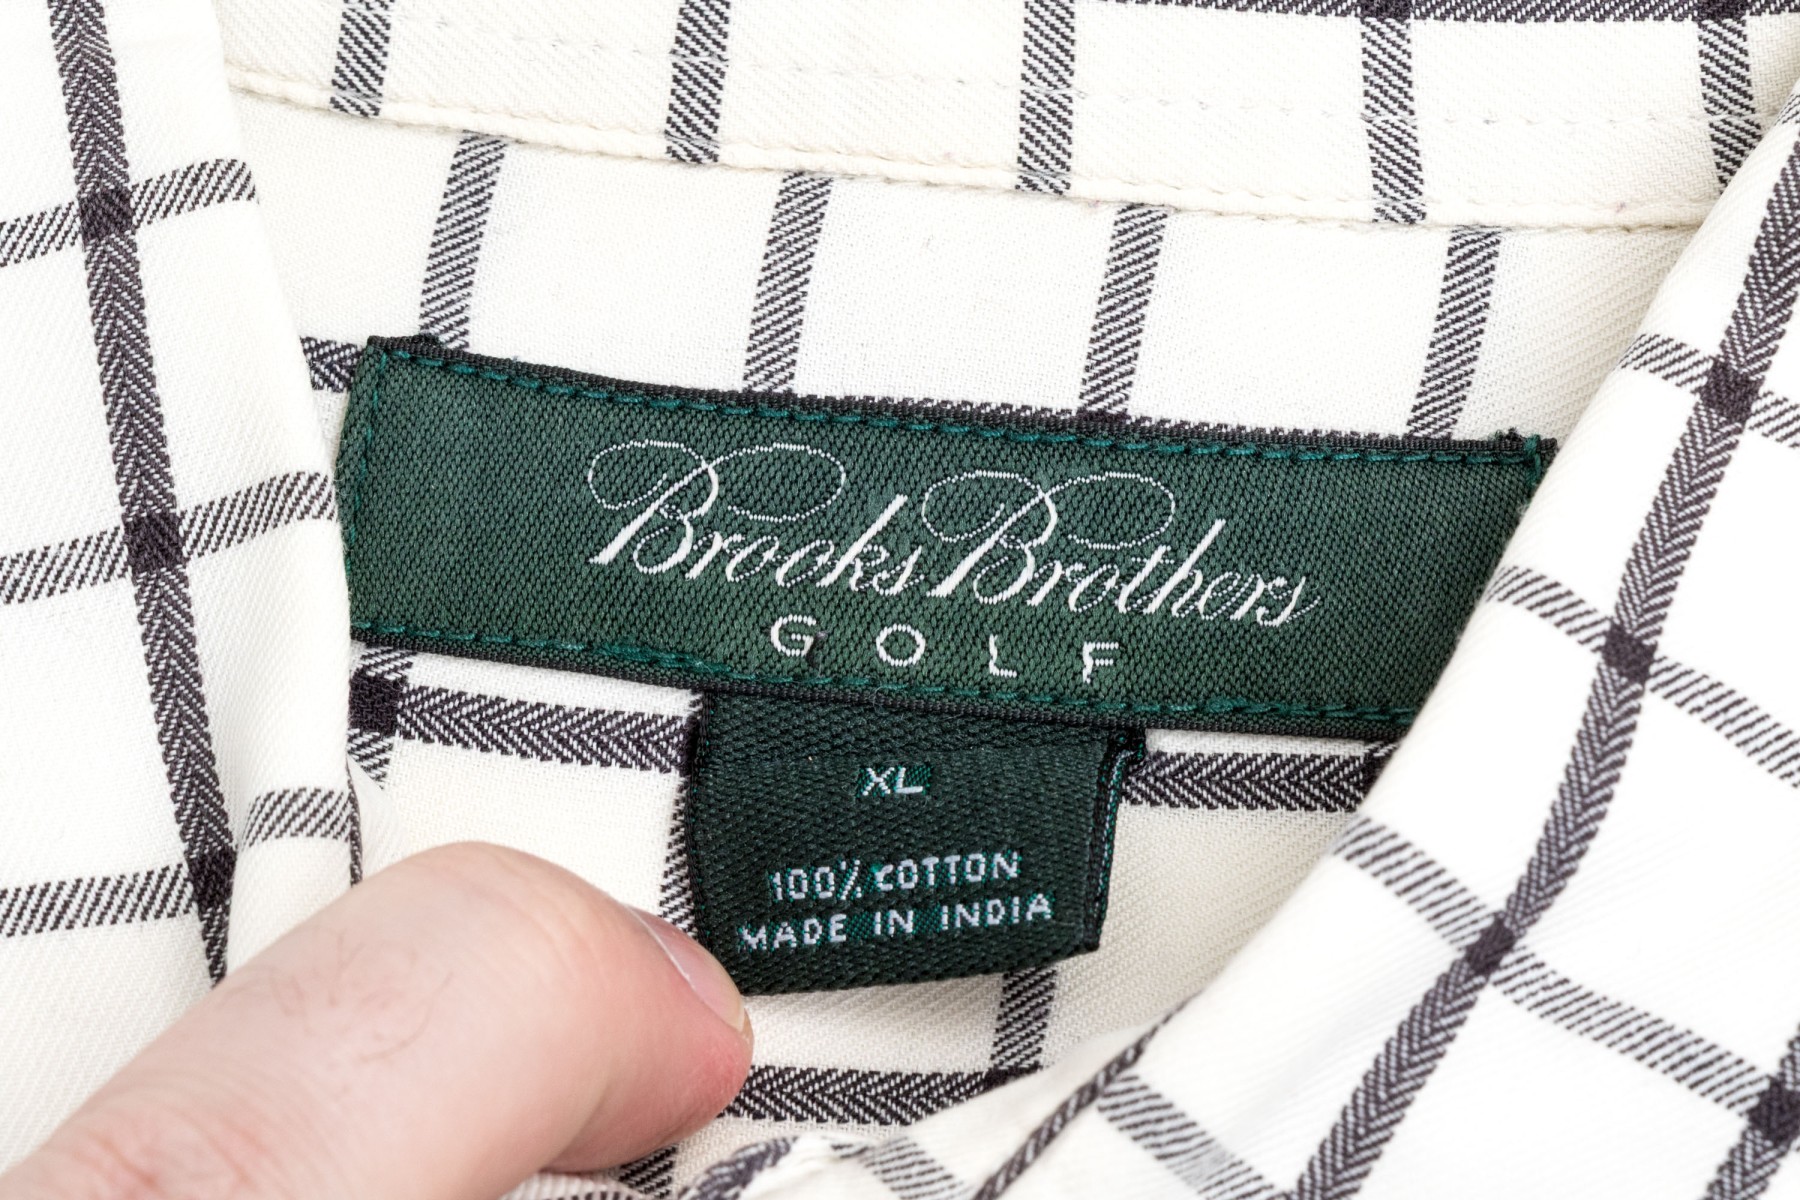 Brooks Brothers
GOLF
XL
100% COTTON
MADE IN INDIA